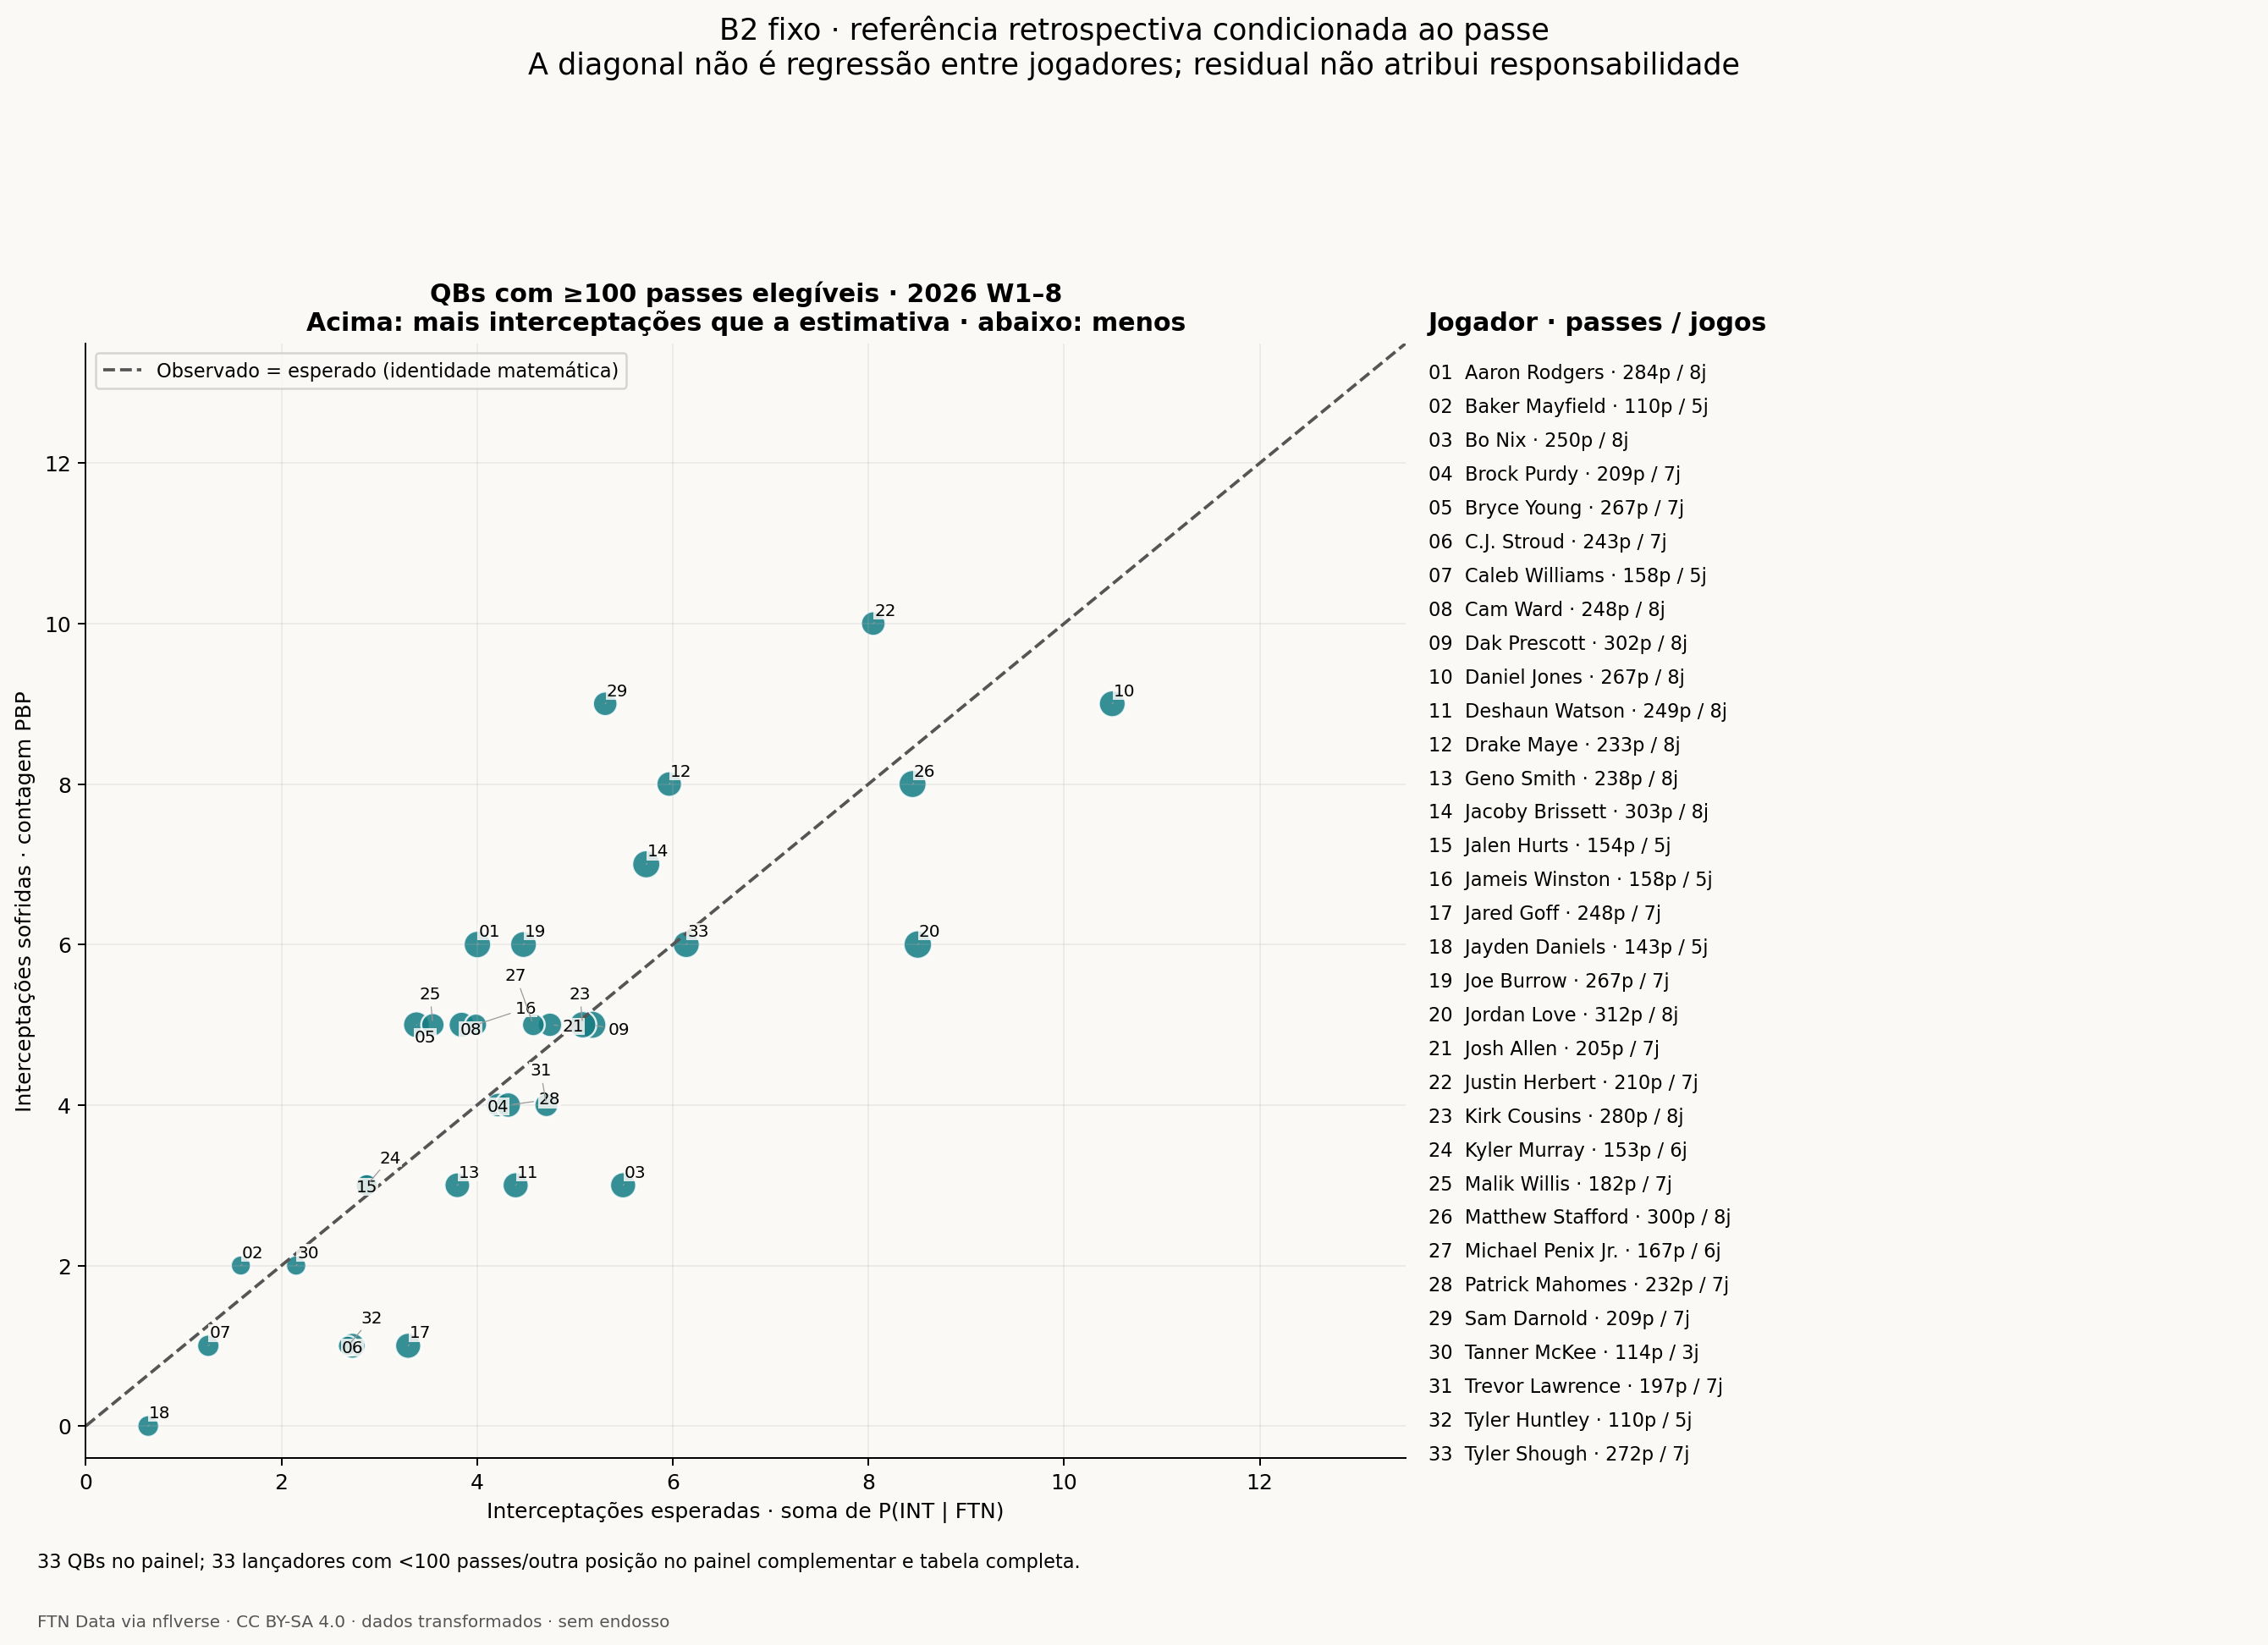 B2 fixo · referência retrospectiva condicionada ao passe
A diagonal não é regressão entre jogadores; residual não atribui responsabilidade
QBs com ≥100 passes elegíveis · 2026 W1–8
Acima: mais interceptações que a estimativa · abaixo: menos
Observado = esperado (identidade matemática)
Interceptações sofridas · contagem PBP
12
10
8
6
4
2
0
22
29
10
12
26
14
01
19
33
20
27
25
16
23
05
08
21
09
31
04
28
24
15
13
11
03
02
30
32
07
06
17
18
0
2
4
6
8
10
12
Interceptações esperadas · soma de P(INT | FTN)
Jogador · passes / jogos
01 Aaron Rodgers · 284p / 8j
02 Baker Mayfield · 110p / 5j
03 Bo Nix · 250p / 8j
04 Brock Purdy · 209p / 7j
05 Bryce Young · 267p / 7j
06 C.J. Stroud · 243p / 7j
07 Caleb Williams · 158p / 5j
08 Cam Ward · 248p / 8j
09 Dak Prescott · 302p / 8j
10 Daniel Jones · 267p / 8j
11 Deshaun Watson · 249p / 8j
12 Drake Maye · 233p / 8j
13 Geno Smith · 238p / 8j
14 Jacoby Brissett · 303p / 8j
15 Jalen Hurts · 154p / 5j
16 Jameis Winston · 158p / 5j
17 Jared Goff · 248p / 7j
18 Jayden Daniels · 143p / 5j
19 Joe Burrow · 267p / 7j
20 Jordan Love · 312p / 8j
21 Josh Allen · 205p / 7j
22 Justin Herbert · 210p / 7j
23 Kirk Cousins · 280p / 8j
24 Kyler Murray · 153p / 6j
25 Malik Willis · 182p / 7j
26 Matthew Stafford · 300p / 8j
27 Michael Penix Jr. · 167p / 6j
28 Patrick Mahomes · 232p / 7j
29 Sam Darnold · 209p / 7j
30 Tanner McKee · 114p / 3j
31 Trevor Lawrence · 197p / 7j
32 Tyler Huntley · 110p / 5j
33 Tyler Shough · 272p / 7j
33 QBs no painel; 33 lançadores com <100 passes/outra posição no painel complementar e tabela completa.
FTN Data via nflverse · CC BY-SA 4.0 · dados transformados · sem endosso